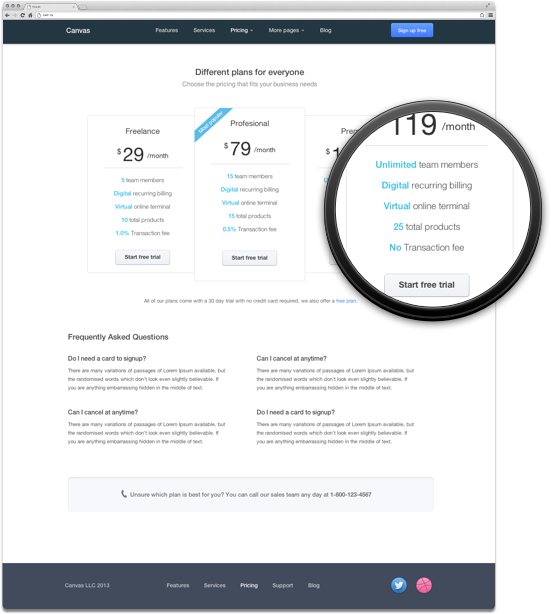 Canvas Features Services Pricing More pages Blog Sign up free
Different plans for everyone
Choose the pricing that fits your business needs
Freelance
$29 /month
5 team members
Digital recurring billing
Virtual online terminal
10 total products
1.0% Transaction fee
Start free trial
Most popular
Profesional
$79 /month
15 team members
Digital recurring billing
Virtual online terminal
15 total products
0,5% Transaction fee
Start free trial
119 /month
Unlimited team members
Digital recurring billing
Virtual online terminal
25 total products
No Transaction fee
Start free trial
All of our plans come with a 30 day trial with no credit card required, we also offer a free plan.
Frequently Asked Questions
Do I need a card to signup?
There are many variations of passages of Lorem Ipsum available, but
the randomised words which don't look even slightly believable. If
you are anything embarrassing hidden in the middle of text.
Can I cancel at anytime?
There are many variations of passages of Lorem Ipsum available, but
the randomised words which don't look even slightly believable. If
you are anything embarrassing hidden in the middle of text.
Can I cancel at anytime?
There are many variations of passages of Lorem Ipsum available, but
the randomised words which don't look even slightly believable. If
you are anything embarrassing hidden in the middle of text.
Do I need a card to signup?
There are many variations of passages of Lorem Ipsum available, but
the randomised words which don't look even slightly believable. If
you are anything embarrassing hidden in the middle of text.
Unsure which plan is best for you? You can call our sales team any day at 1-800-123-4567
Canvas LLC 2013 Features Services Pricing Support Blog